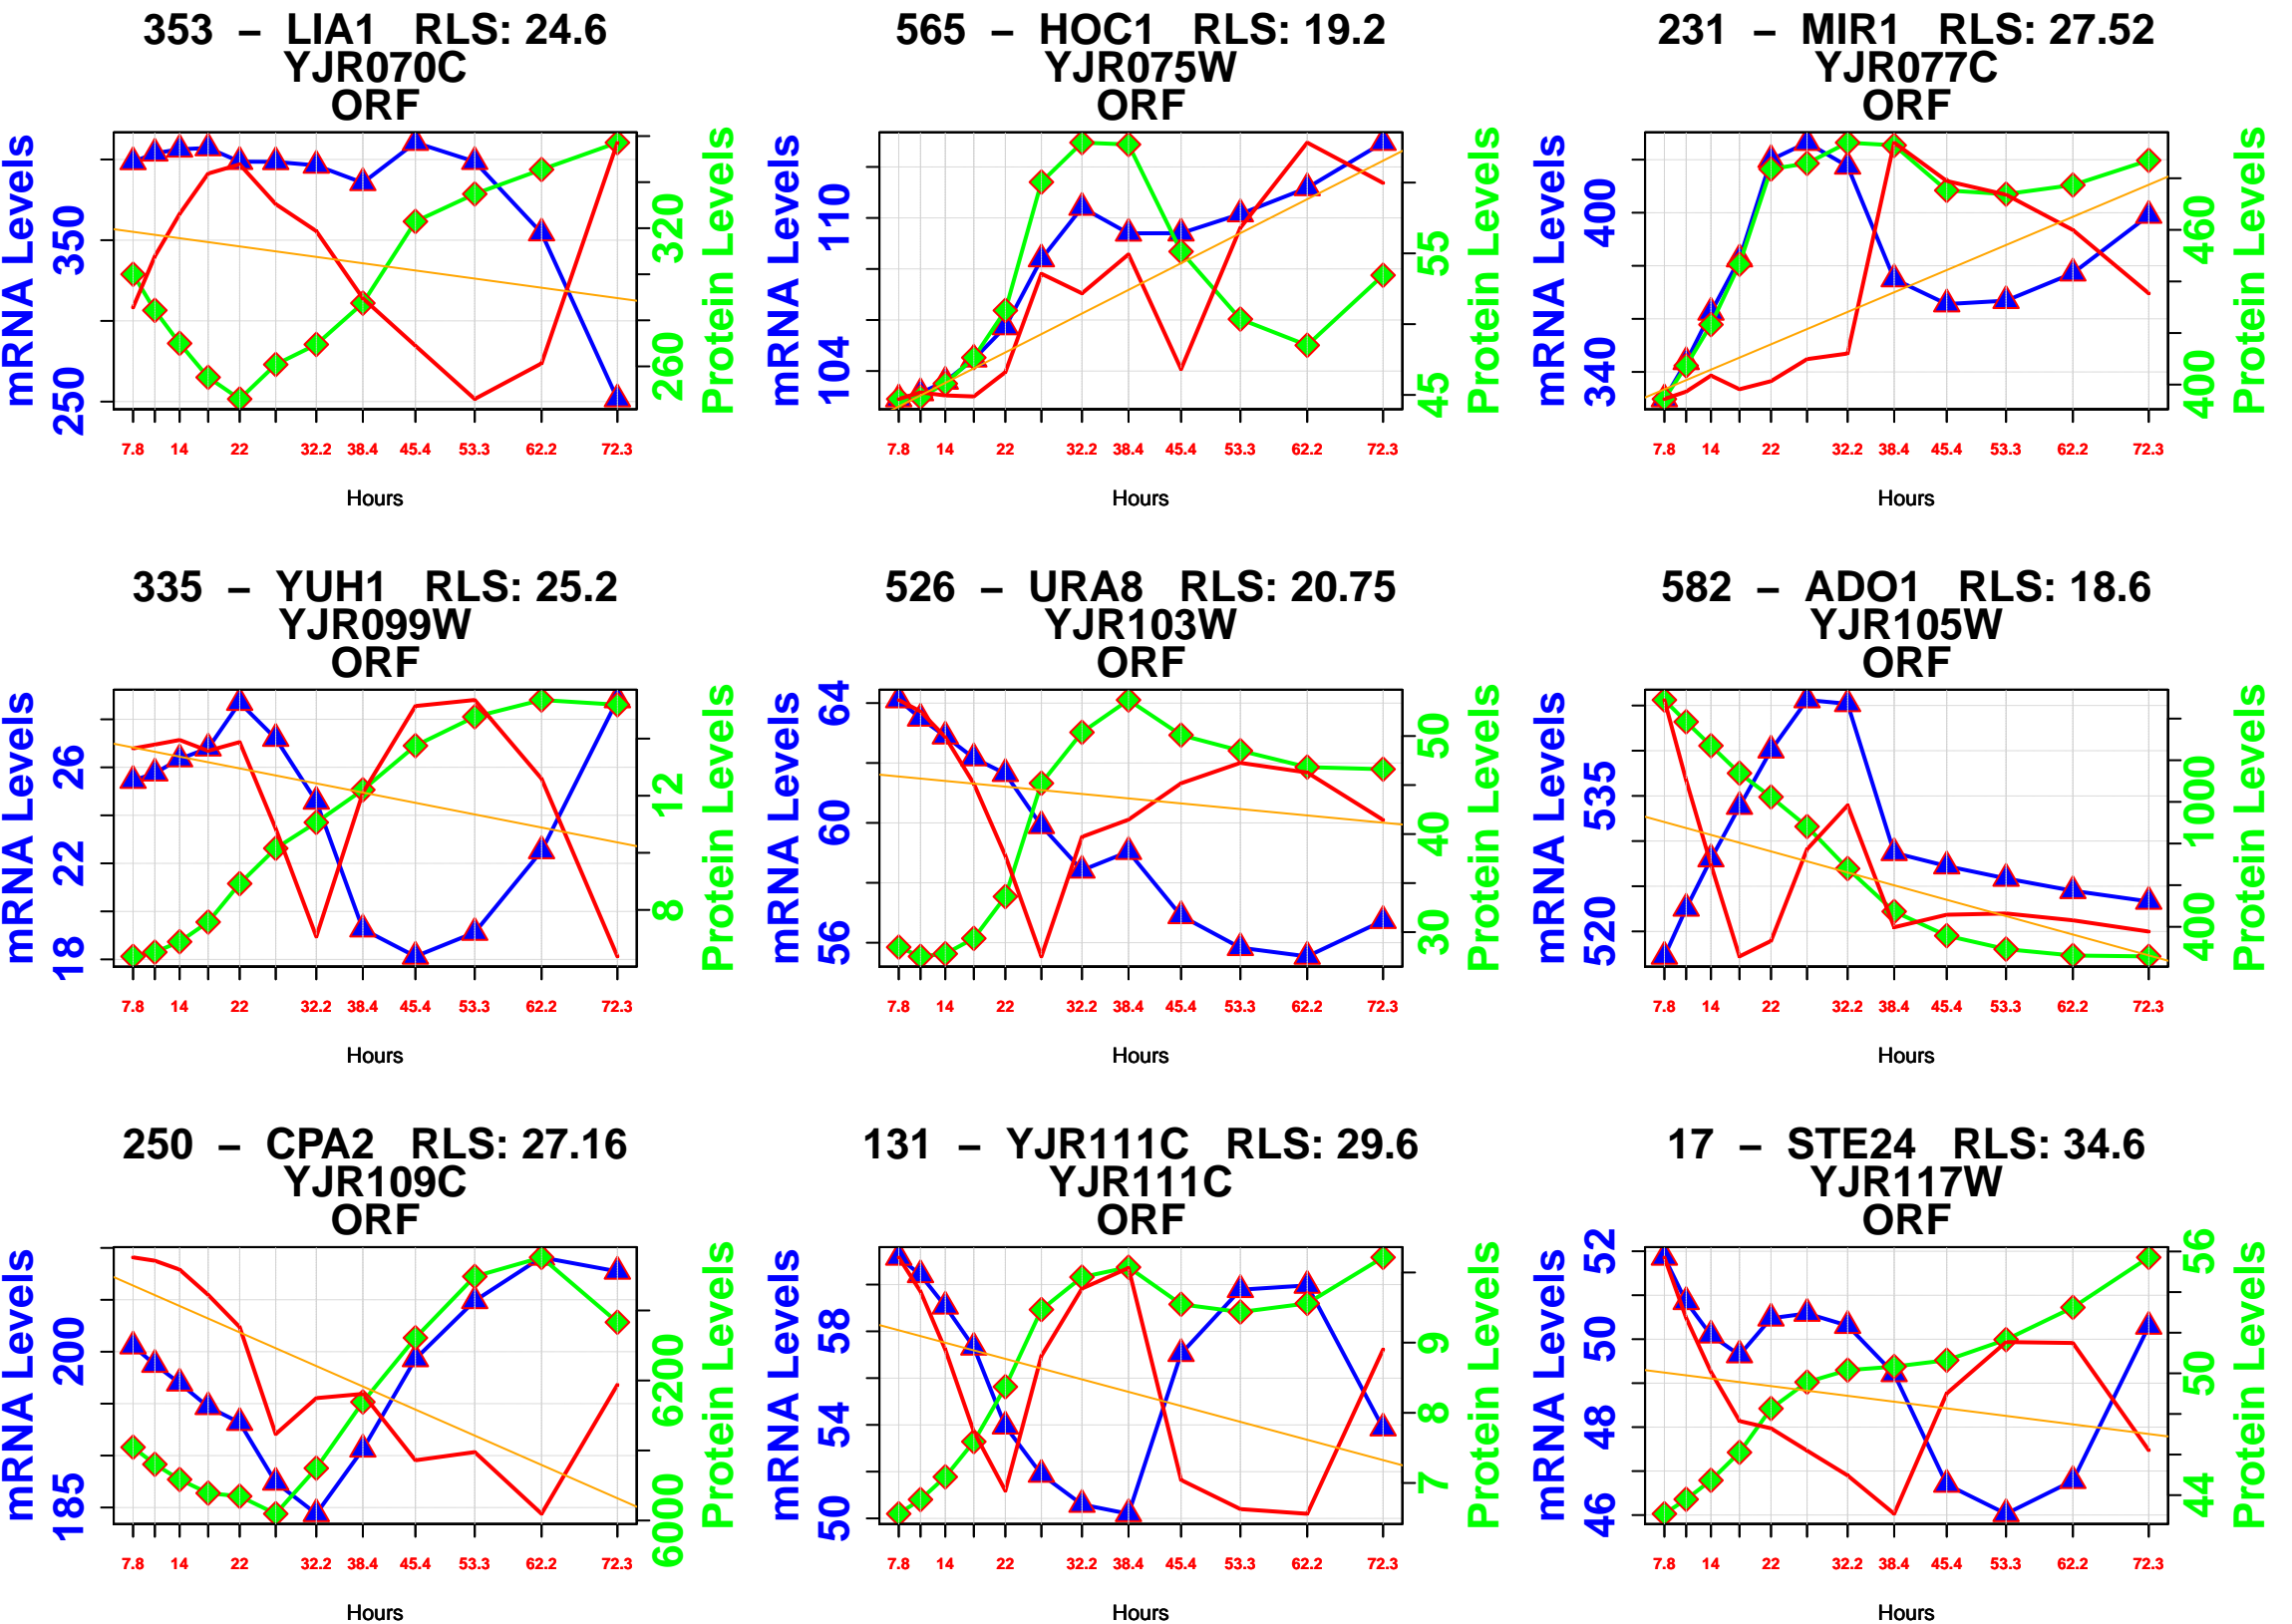 353 – LIA1 RLS: 24.6
YJR070C
ORF
mRNA Levels
250 350
260 320
Protein Levels
7.8 14 22 32.2 38.4 45.4 53.3 62.2 72.3
Hours
565 – HOC1 RLS: 19.2
YJR075W
ORF
mRNA Levels
104 110
45 55
Protein Levels
7.8 14 22 32.2 38.4 45.4 53.3 62.2 72.3
Hours
231 – MIR1 RLS: 27.52
YJR077C
ORF
mRNA Levels
340 400
400 460
Protein Levels
7.8 14 22 32.2 38.4 45.4 53.3 62.2 72.3
Hours
335 – YUH1 RLS: 25.2
YJR099W
ORF
mRNA Levels
18 22 26
8 12
Protein Levels
7.8 14 22 32.2 38.4 45.4 53.3 62.2 72.3
Hours
526 – URA8 RLS: 20.75
YJR103W
ORF
mRNA Levels
56 60 64
30 40 50
Protein Levels
7.8 14 22 32.2 38.4 45.4 53.3 62.2 72.3
Hours
582 – ADO1 RLS: 18.6
YJR105W
ORF
mRNA Levels
520 535
400 1000
Protein Levels
7.8 14 22 32.2 38.4 45.4 53.3 62.2 72.3
Hours
250 – CPA2 RLS: 27.16
YJR109C
ORF
mRNA Levels
185 200
6000 6200
Protein Levels
7.8 14 22 32.2 38.4 45.4 53.3 62.2 72.3
Hours
131 – YJR111C RLS: 29.6
YJR111C
ORF
mRNA Levels
50 54 58
7 8 9
Protein Levels
7.8 14 22 32.2 38.4 45.4 53.3 62.2 72.3
Hours
17 – STE24 RLS: 34.6
YJR117W
ORF
mRNA Levels
46 48 50 52
44 50 56
Protein Levels
7.8 14 22 32.2 38.4 45.4 53.3 62.2 72.3
Hours